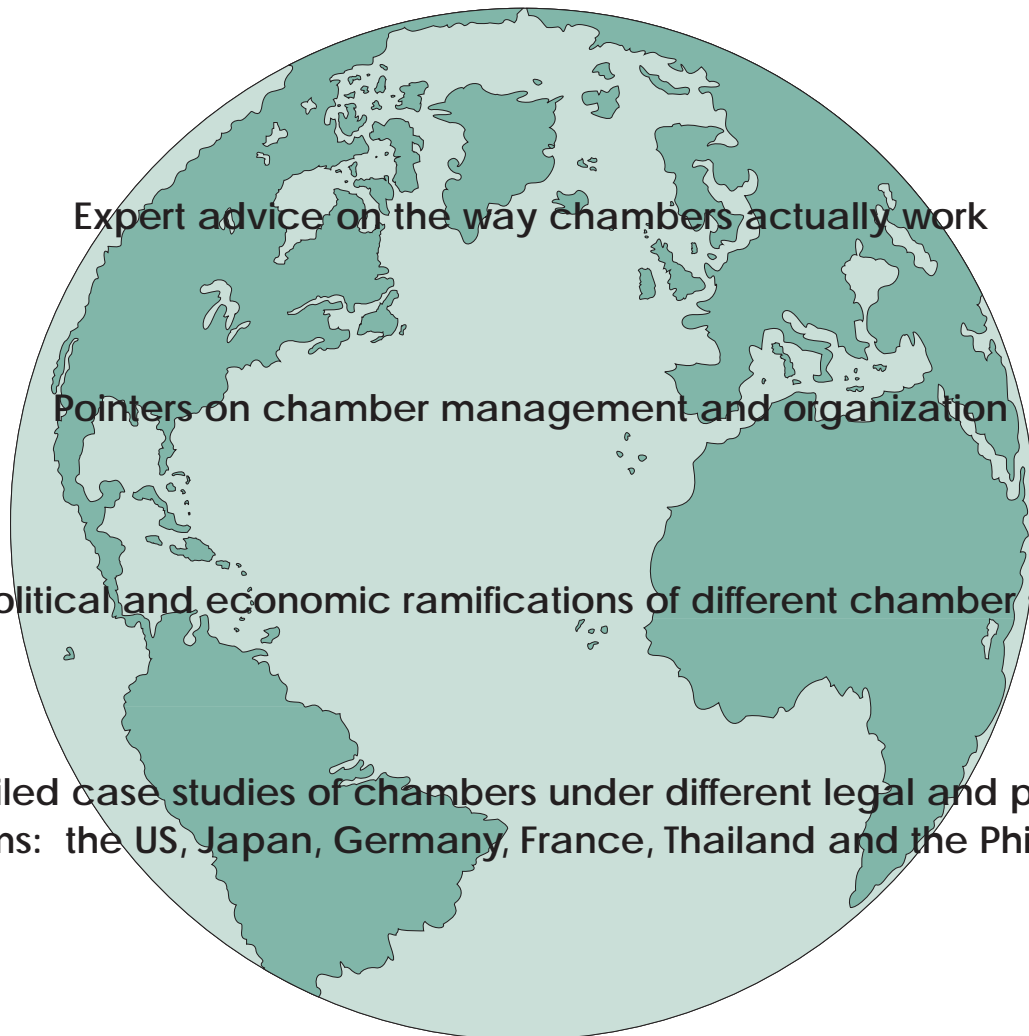 Expert advice on the way chambers actually work
Pointers on chamber management and organization
olitical and economic ramifications of different chamber
iled case studies of chambers under different legal and p
ns: the US, Japan, Germany, France, Thailand and the Phi